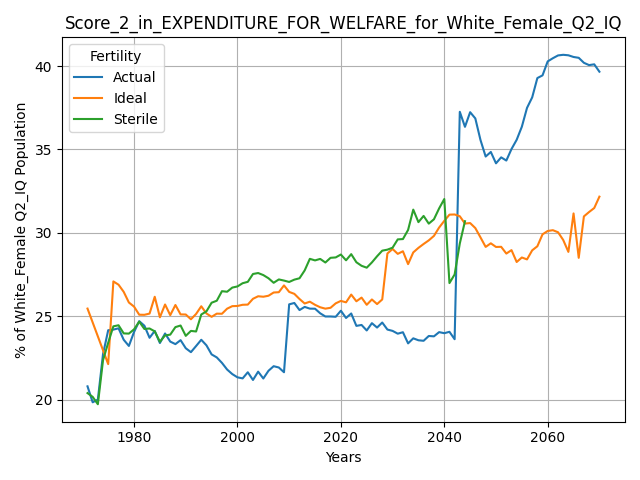 Score_2_in_EXPENDITURE_FOR_WELFARE_for_White_Female_Q2_IQ
Fertility
Actual
Ideal
Sterile
% of White_Female Q2_IQ Population
40
35
30
25
20
1980
2000
2020
2040
2060
Years